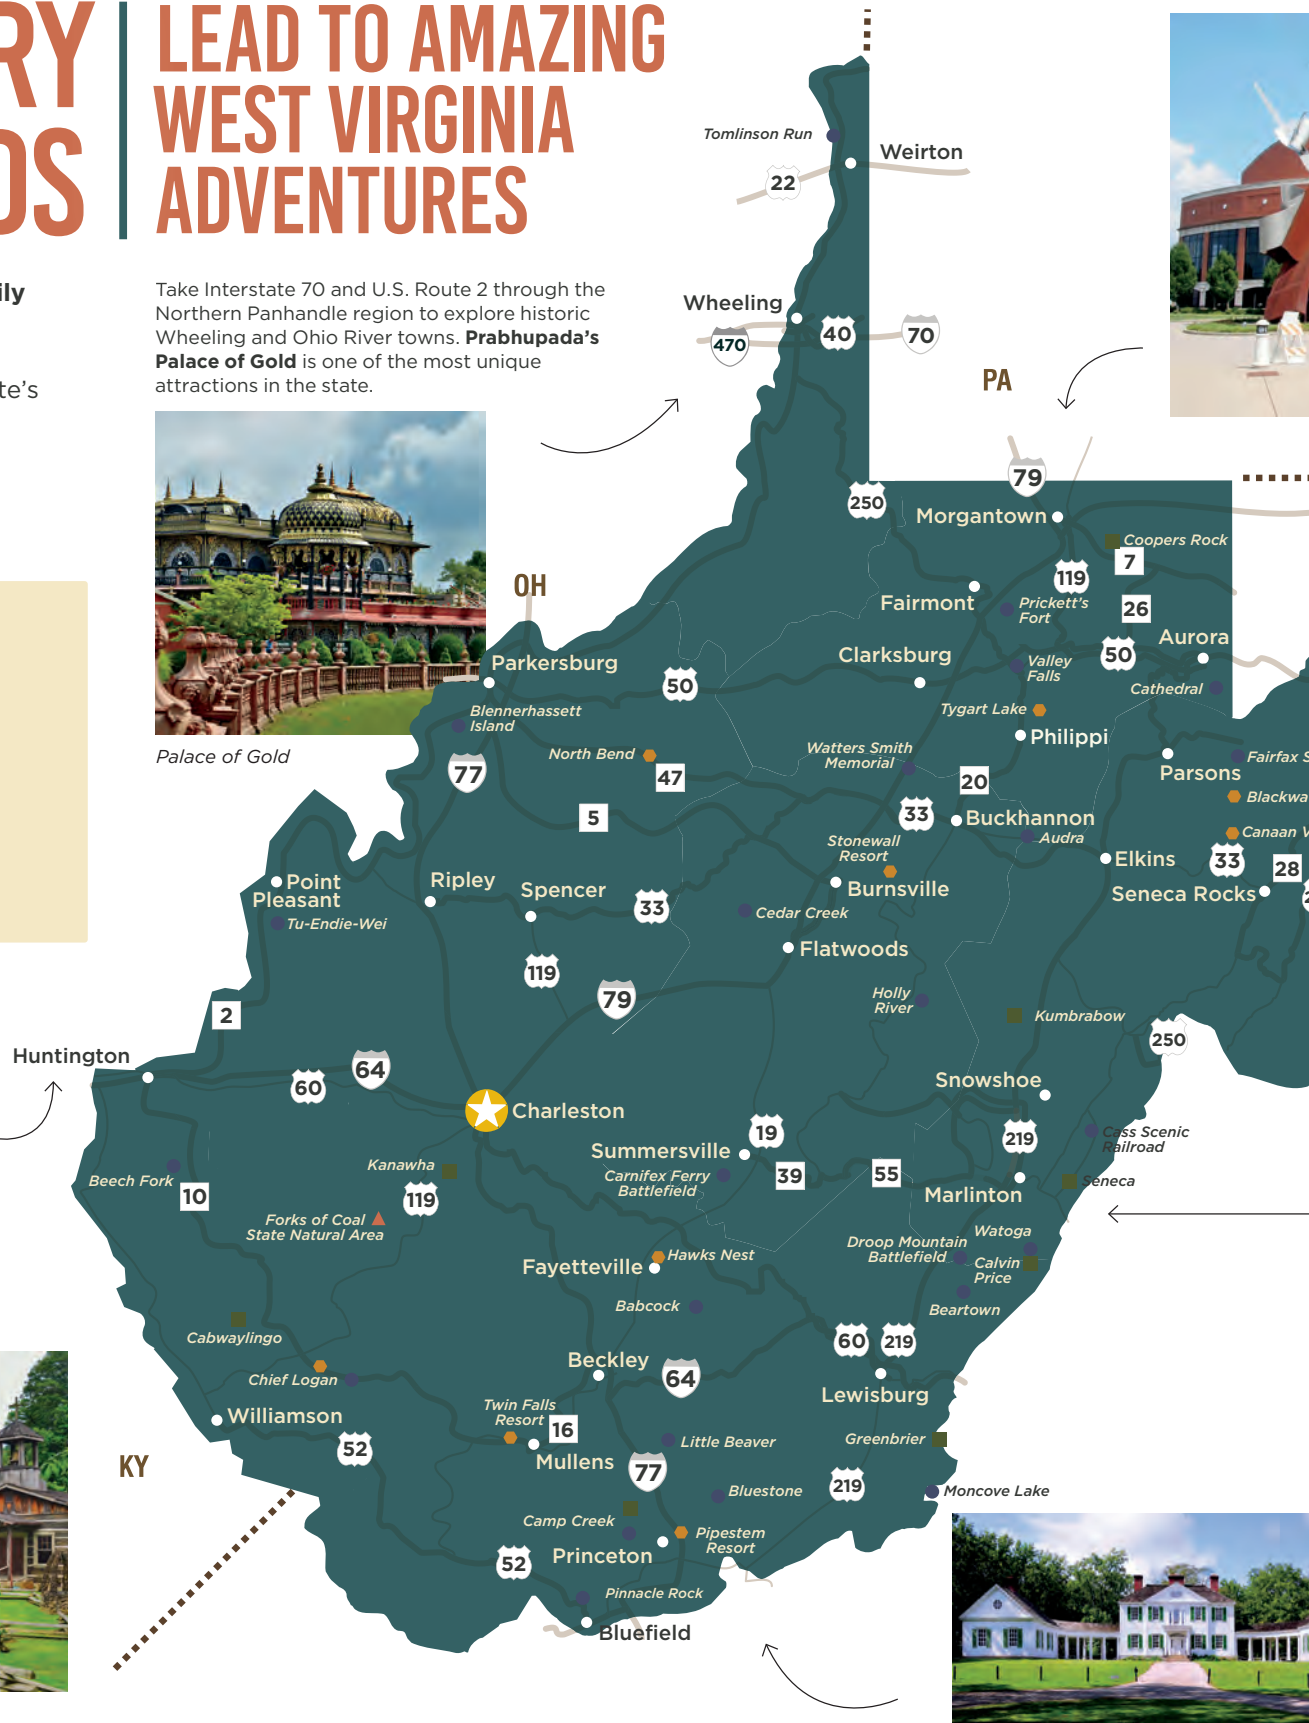 RY
DS
LEAD TO AMAZING
WEST VIRGINIA
ADVENTURES
ily
te's
Take Interstate 70 and U.S. Route 2 through the
Northern Panhandle region to explore historic
Wheeling and Ohio River towns. Prabhupada's
Palace of Gold is one of the most unique
attractions in the state.
Palace of Gold
Tomlinson Run
Weirton
22
Wheeling
470
40
70
PA
79
250
Morgantown
Coopers Rock
7
119
OH
Fairmont
Prickett's
Fort
26
Aurora
Parkersburg
Clarksburg
50
Valley
Falls
50
Cathedral
Blennerhassett
Island
Tygart Lake
Philippi
North Bend
Watters Smith
Memorial
Fairfax S
77
47
Parsons
20
Blackwa
5
33
Buckhannon
Canaan V
Audra
Stonewall
Resort
Elkins
33
28
Point
Pleasant
Ripley
Spencer
Burnsville
Seneca Rocks
2
33
Cedar Creek
Tu-Endie-Wei
Flatwoods
119
79
Holly
River
2
Kumbrabow
250
Huntington
64
60
Snowshoe
Charleston
19
219
Cass Scenic
Railroad
Summersville
Kanawha
Carnifex Ferry
Battlefield
39
55
Seneca
Beech Fork
10
119
Marlinton
Forks of Coal
State Natural Area
Watoga
Droop Mountain
Battlefield
Hawks Nest
Fayetteville
Calvin
Price
Babcock
Beartown
Cabwaylingo
60
219
Beckley
Chief Logan
64
Lewisburg
Twin Falls
Resort
Williamson
16
52
Little Beaver
Greenbrier
KY
Mullens
77
219
Bluestone
Moncove Lake
Camp Creek
Pipestem
Resort
Princeton
52
Pinnacle Rock
Bluefield